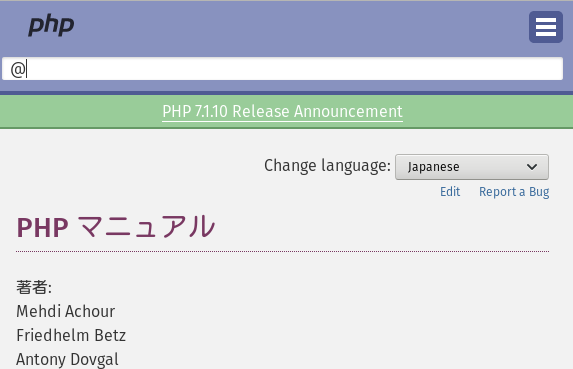 php
@
PHP 7.1.10 Release Announcement
Change language: Japanese
Edit Report a Bug
PHP マニュアル
著者:
Mehdi Achour
Friedhelm Betz
Antony Dovgal